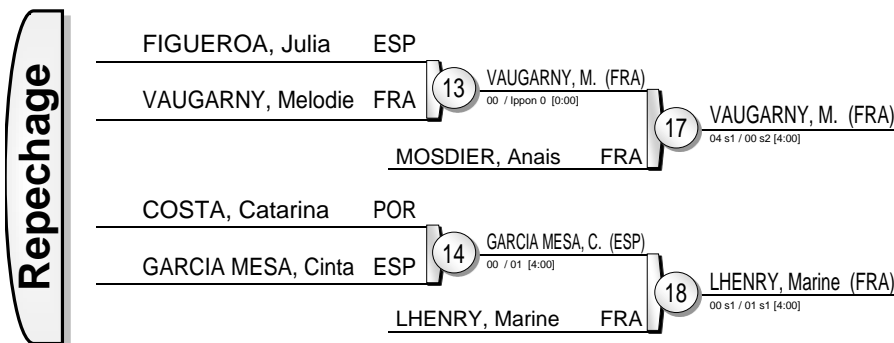 Repechage
FIGUEROA, Julia ESP
VAUGARNY, Melodie FRA
13
VAUGARNY, M. (FRA)
00 / Ippon 0 [0:00]
MOSDIER, Anais FRA
17
VAUGARNY, M. (FRA)
04 s1 / 00 s2 [4:00]
COSTA, Catarina POR
GARCIA MESA, Cinta ESP
14
GARCIA MESA, C. (ESP)
00 / 01 [4:00]
LHENRY, Marine FRA
18
LHENRY, Marine (FRA)
00 s1 / 01 s1 [4:00]